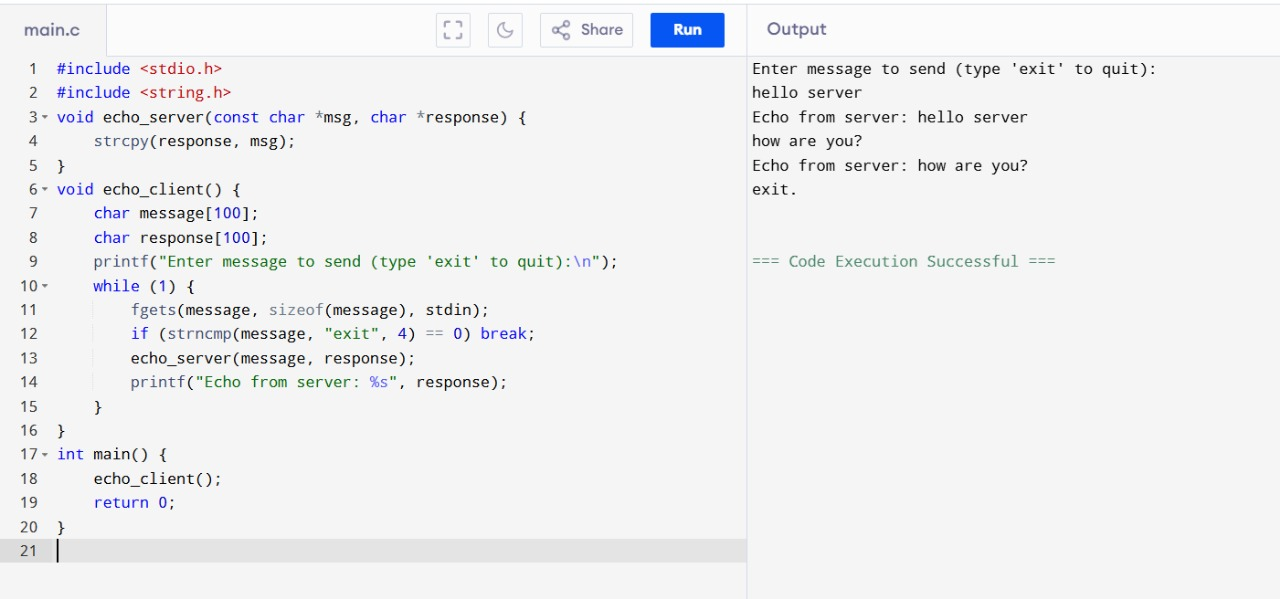 main.c
Share
Run
Output
1 #include <stdio.h>
2 #include <string.h>
3 void echo_server(const char *msg, char *response) {
4     strcpy(response, msg);
5 }
6 void echo_client() {
7     char message[100];
8     char response[100];
9     printf("Enter message to send (type 'exit' to quit):\n");
10     while (1) {
11         fgets(message, sizeof(message), stdin);
12         if (strncmp(message, "exit", 4) == 0) break;
13         echo_server(message, response);
14         printf("Echo from server: %s", response);
15     }
16 }
17 int main() {
18     echo_client();
19     return 0;
20 }
21
Enter message to send (type 'exit' to quit):
hello server
Echo from server: hello server
how are you?
Echo from server: how are you?
exit.
=== Code Execution Successful ===